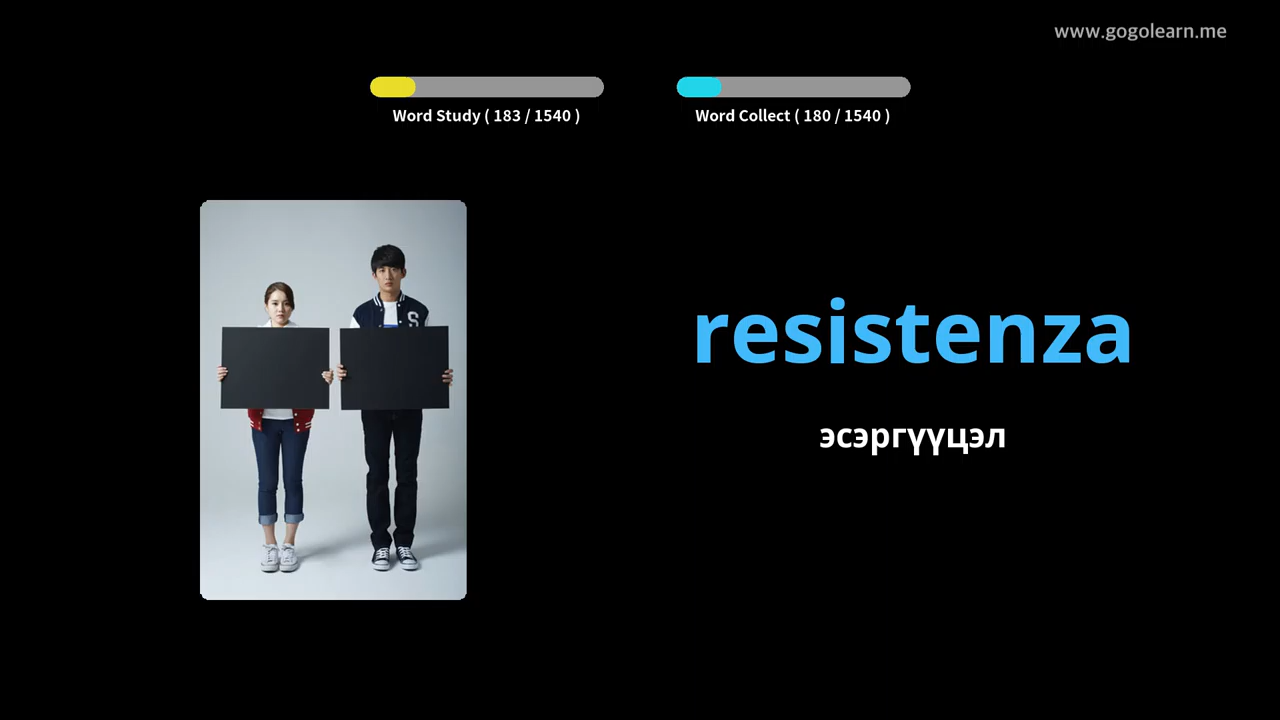 www.gogolearn.me
Word Study ( 183 / 1540 )
Word Collect ( 180 / 1540 )
S
resistenza
эсэргүүцэл